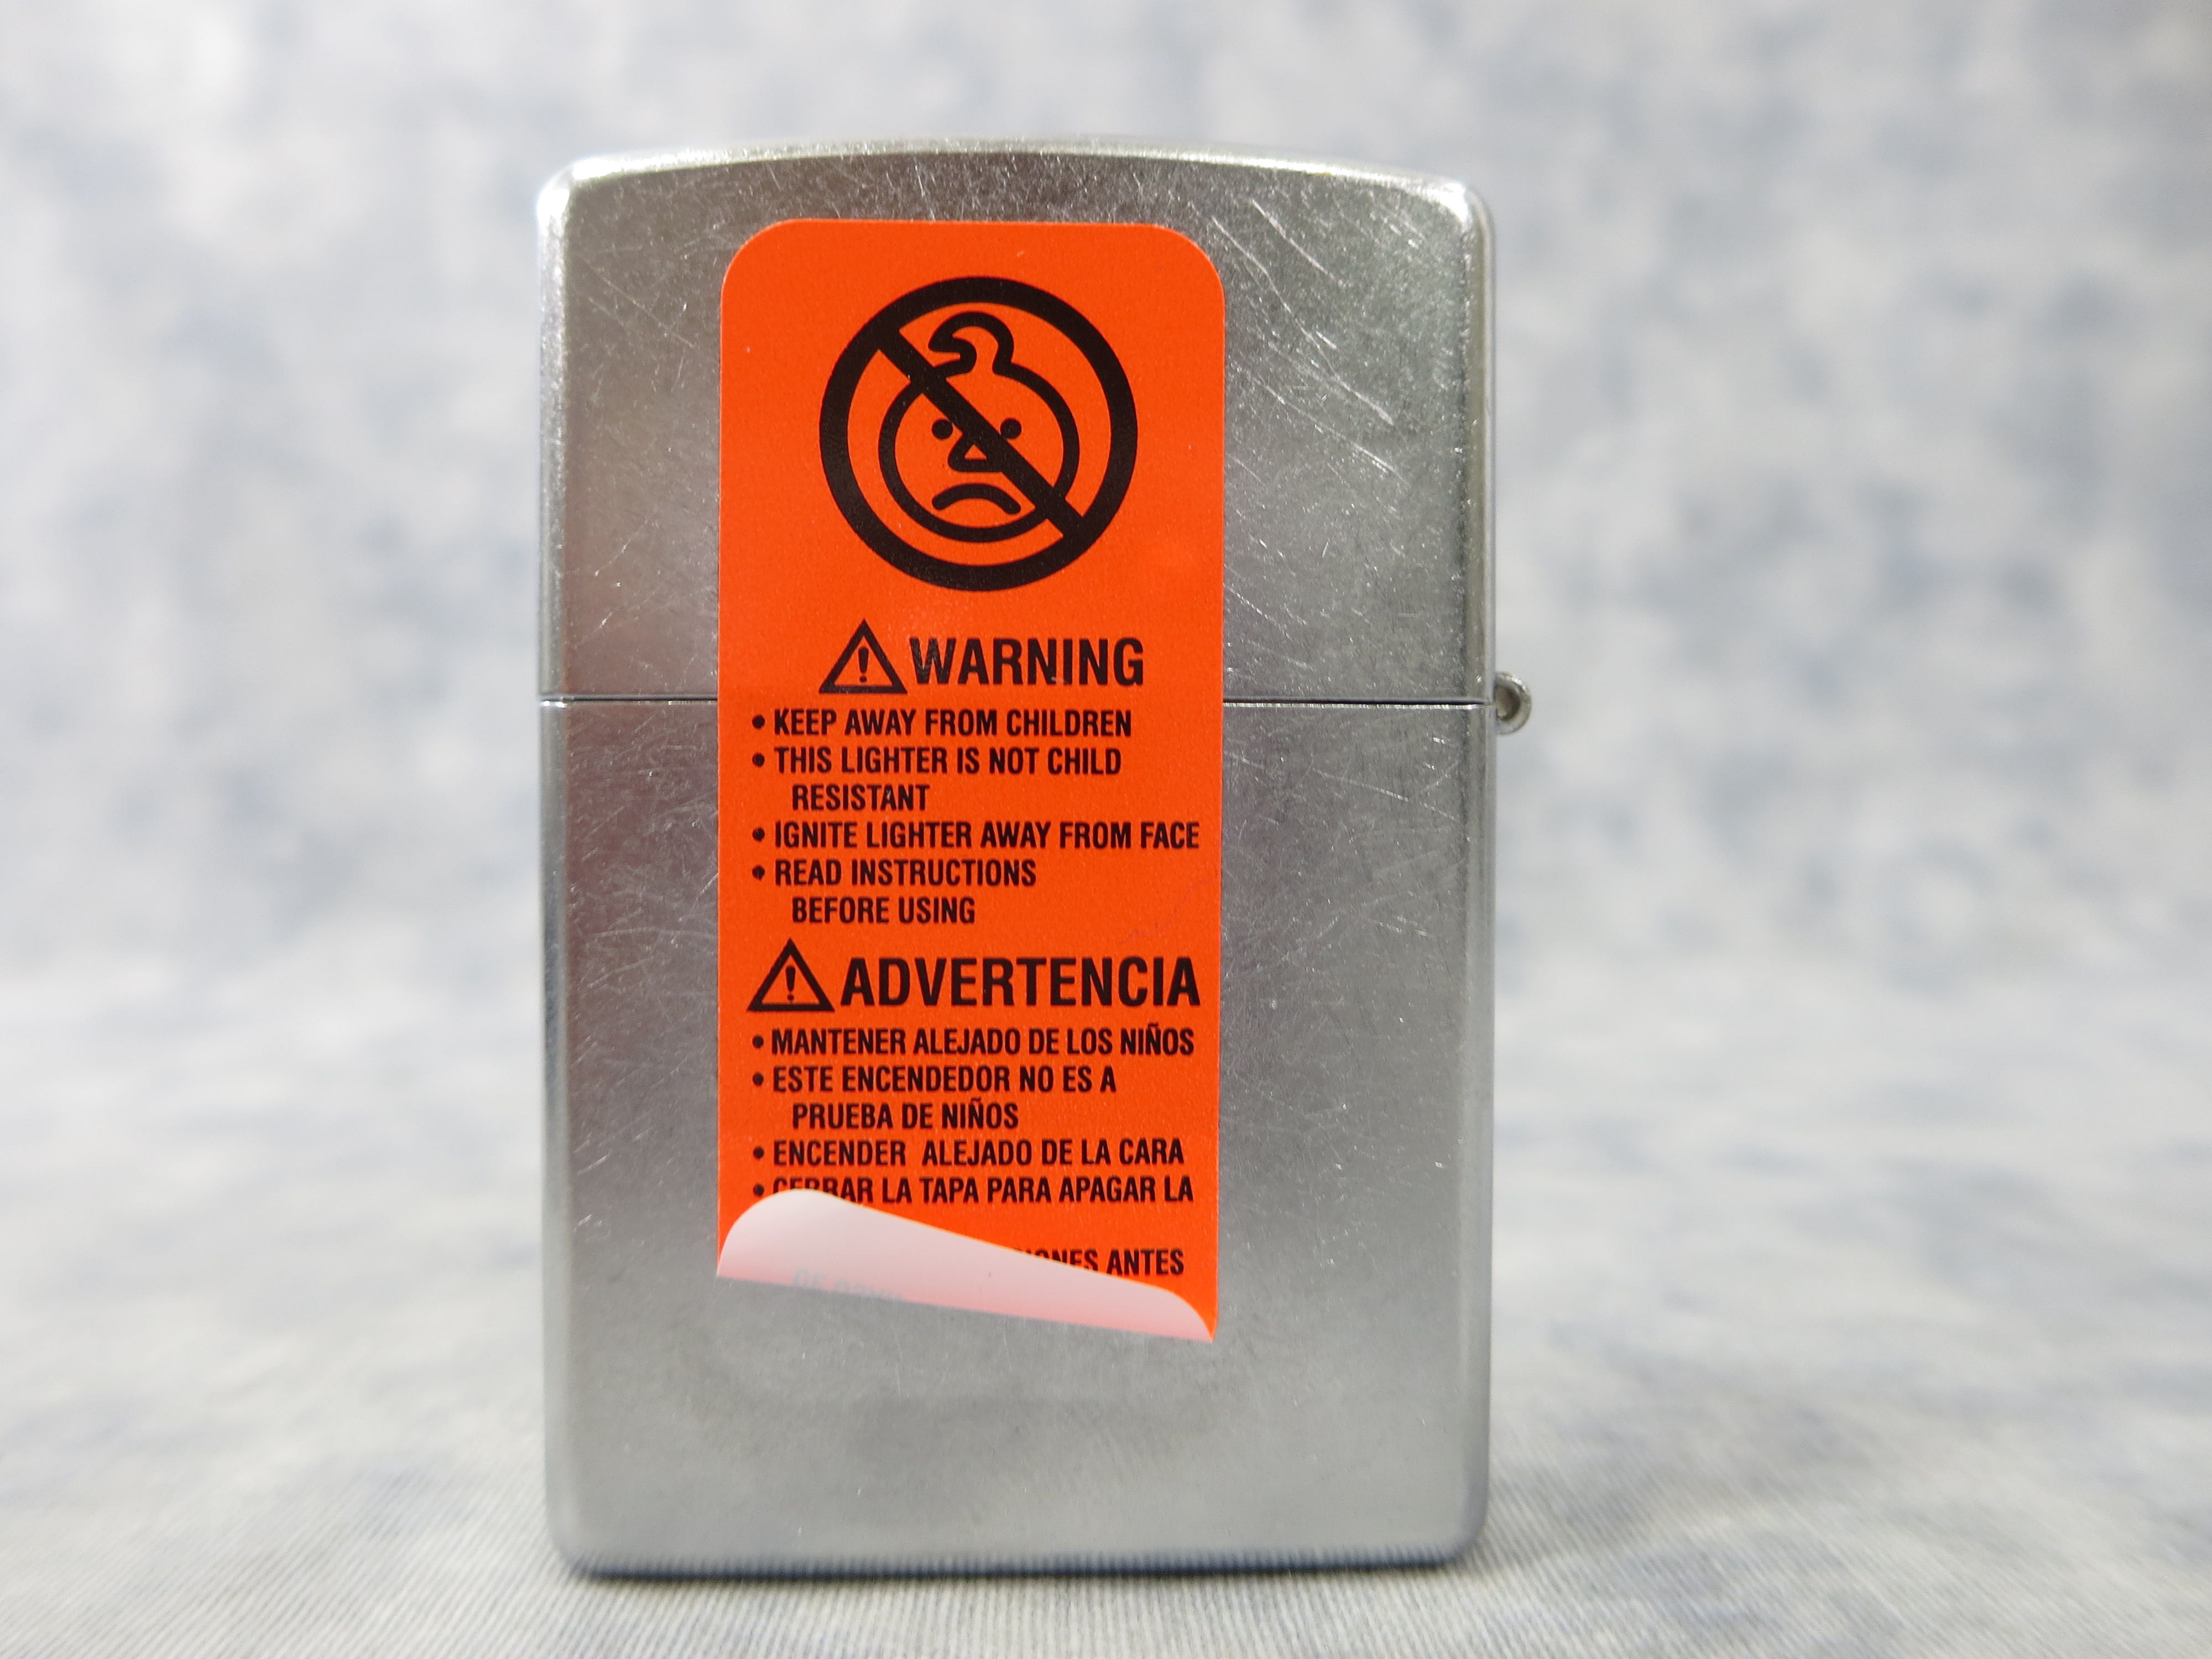 WARNING
• KEEP AWAY FROM CHILDREN
• THIS LIGHTER IS NOT CHILD
RESISTANT
• IGNITE LIGHTER AWAY FROM FACE
• READ INSTRUCTIONS
BEFORE USING
ADVERTENCIA
• MANTENER ALEJADO DE LOS NIÑOS
• ESTE ENCENDEDOR NO ES A
PRUEBA DE NIÑOS
• ENCENDER ALEJADO DE LA CARA
• CERRAR LA TAPA PARA APAGAR LA
ANTES